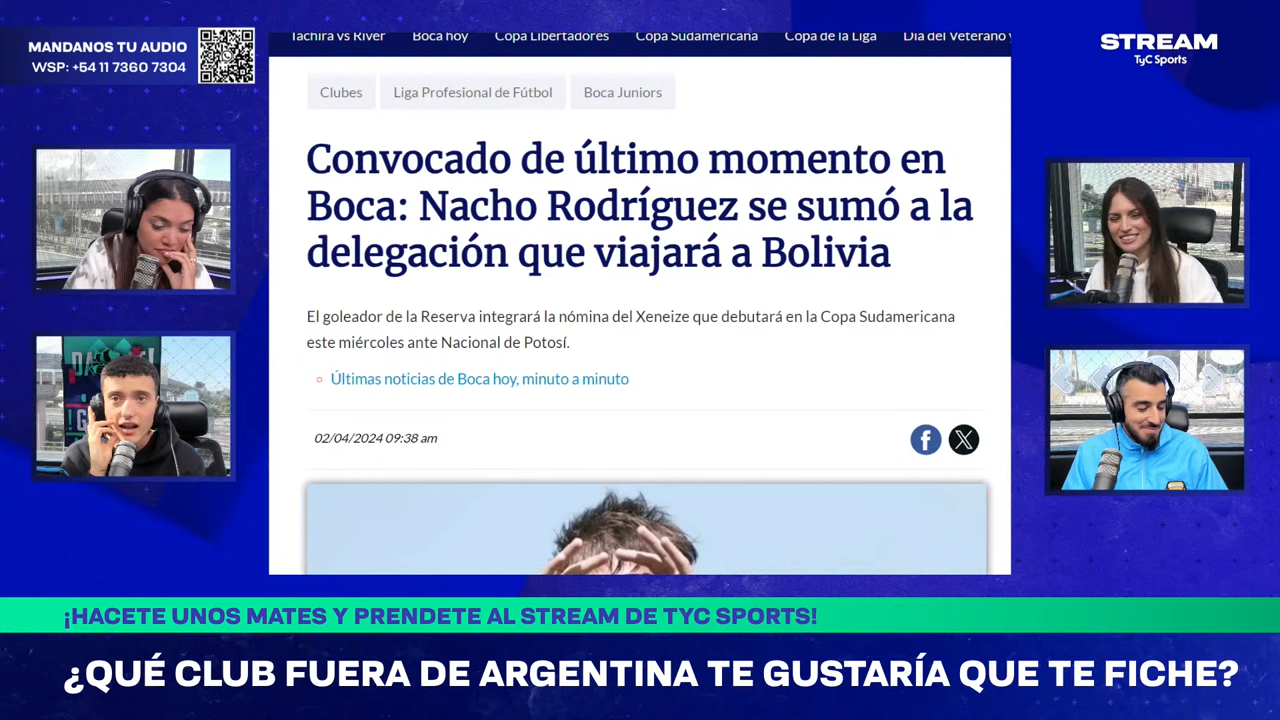 MANDANOS TU AUDIO
WSP: +54 11 7360 7304
Táchira vs River Boca hoy Copa Libertadores Copa Sudamericana Copa de la Liga Día del Veterano
STREAM
TyC Sports
Clubes Liga Profesional de Fútbol Boca Juniors
Convocado de último momento en
Boca: Nacho Rodríguez se sumó a la
delegación que viajará a Bolivia
El goleador de la Reserva integrará la nómina del Xeneize que debutará en la Copa Sudamericana
este miércoles ante Nacional de Potosí.
Últimas noticias de Boca hoy, minuto a minuto
02/04/2024 09:38 am
¡HACETE UNOS MATES Y PRENDETE AL STREAM DE TYC SPORTS!
¿QUÉ CLUB FUERA DE ARGENTINA TE GUSTARÍA QUE TE FICHE?